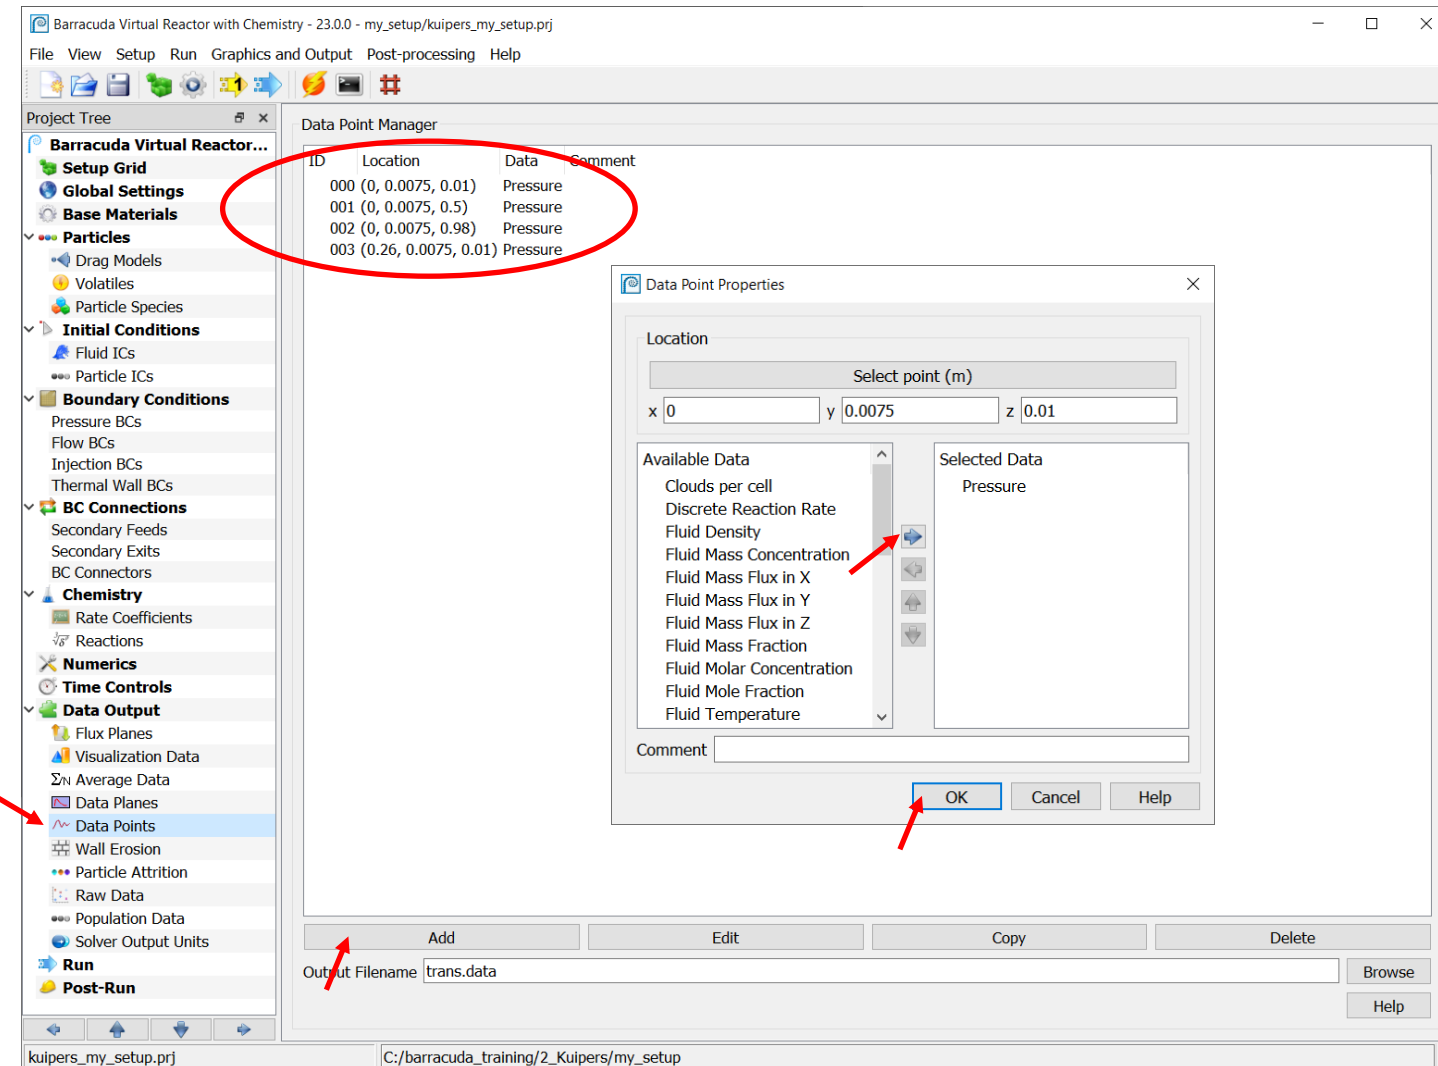 Barracuda Virtual Reactor with Chemistry - 23.0.0 - my_setup/kuipers_my_setup.prj
File View Setup Run Graphics and Output Post-processing Help
Project Tree
Barracuda Virtual Reactor...
Setup Grid
Global Settings
Base Materials
Particles
Drag Models
Volatiles
Particle Species
Initial Conditions
Fluid ICs
Particle ICs
Boundary Conditions
Pressure BCs
Flow BCs
Injection BCs
Thermal Wall BCs
BC Connections
Secondary Feeds
Secondary Exits
BC Connectors
Chemistry
Rate Coefficients
Reactions
Numerics
Time Controls
Data Output
Flux Planes
Visualization Data
ΣN Average Data
Data Planes
Data Points
Wall Erosion
Particle Attrition
Raw Data
Population Data
Solver Output Units
Run
Post-Run
Data Point Manager
ID Location Data Comment
000 (0, 0.0075, 0.01) Pressure
001 (0, 0.0075, 0.5) Pressure
002 (0, 0.0075, 0.98) Pressure
003 (0.26, 0.0075, 0.01) Pressure
Data Point Properties
Location
Select point (m)
x 0 y 0.0075 z 0.01
Available Data
Clouds per cell
Discrete Reaction Rate
Fluid Density
Fluid Mass Concentration
Fluid Mass Flux in X
Fluid Mass Flux in Y
Fluid Mass Flux in Z
Fluid Mass Fraction
Fluid Molar Concentration
Fluid Mole Fraction
Fluid Temperature
Selected Data
Pressure
Comment
OK Cancel Help
Add Edit Copy Delete
Output Filename trans.data Browse
Help
kuipers_my_setup.prj C:/barracuda_training/2_Kuipers/my_setup